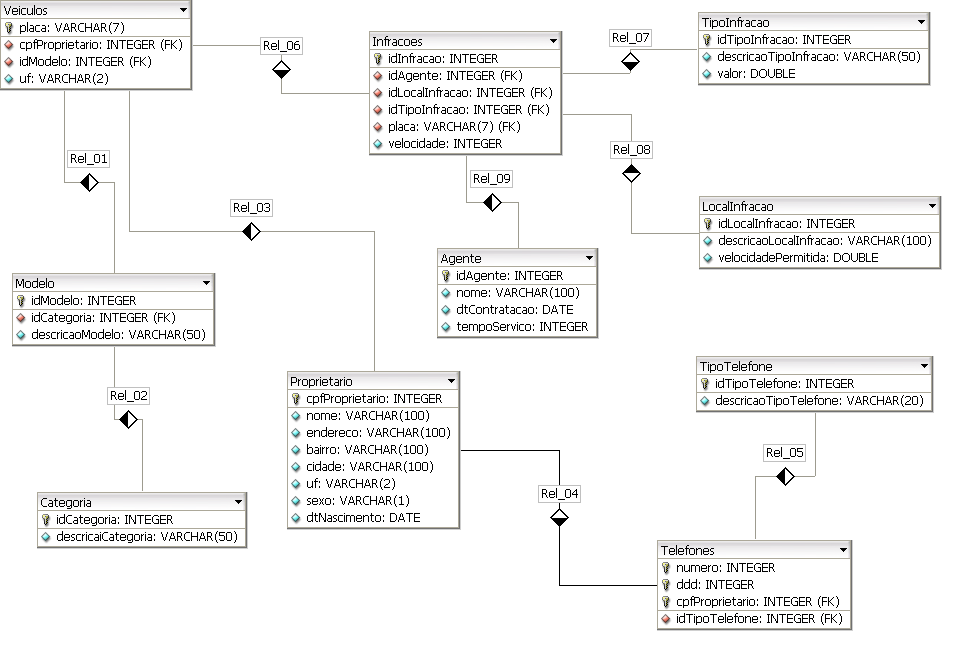 Veiculos
placa: VARCHAR(7)
cpfProprietario: INTEGER (FK)
idModelo: INTEGER (FK)
uf: VARCHAR(2)
Rel_06
Infracoes
idInfracao: INTEGER
idAgente: INTEGER (FK)
idLocalInfracao: INTEGER (FK)
idTipoInfracao: INTEGER (FK)
placa: VARCHAR(7) (FK)
velocidade: INTEGER
Rel_07
TipoInfracao
idTipoInfracao: INTEGER
descricaoTipoInfracao: VARCHAR(50)
valor: DOUBLE
Rel_01
Rel_03
Rel_09
Rel_08
LocalInfracao
idLocalInfracao: INTEGER
descricaoLocalInfracao: VARCHAR(100)
velocidadePermitida: DOUBLE
Agente
idAgente: INTEGER
nome: VARCHAR(100)
dtContratacao: DATE
tempoServico: INTEGER
Modelo
idModelo: INTEGER
idCategoria: INTEGER (FK)
descricaoModelo: VARCHAR(50)
Rel_02
Proprietario
cpfProprietario: INTEGER
nome: VARCHAR(100)
endereco: VARCHAR(100)
bairro: VARCHAR(100)
cidade: VARCHAR(100)
uf: VARCHAR(2)
sexo: VARCHAR(1)
dtNascimento: DATE
TipoTelefone
idTipoTelefone: INTEGER
descricaoTipoTelefone: VARCHAR(20)
Rel_05
Rel_04
Categoria
idCategoria: INTEGER
descricaiCategoria: VARCHAR(50)
Telefones
numero: INTEGER
ddd: INTEGER
cpfProprietario: INTEGER (FK)
idTipoTelefone: INTEGER (FK)